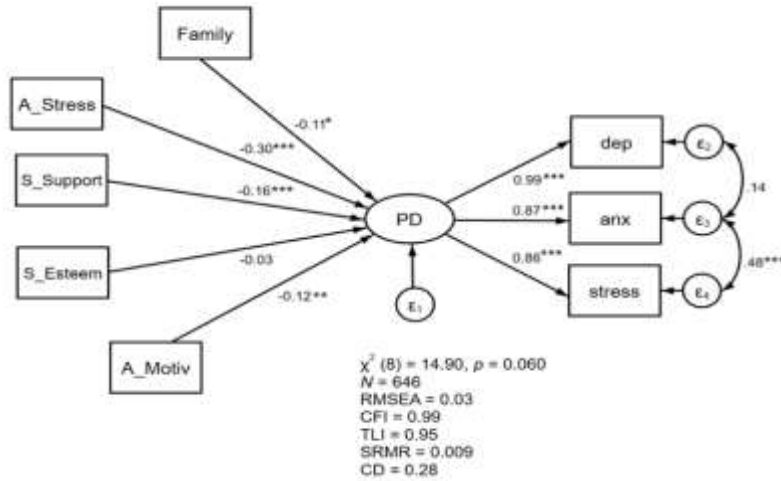 Family
-0.11*
A_Stress
-0.30***
S_Support
-0.16***
S_Esteem
-0.03
A_Motiv
-0.12**
PD
ε₁
0.99***
dep
ε₂
.14
0.87***
anx
ε₃
0.86***
.48***
stress
ε₄
χ² (8) = 14.90, p = 0.060
N = 646
RMSEA = 0.03
CFI = 0.99
TLI = 0.95
SRMR = 0.009
CD = 0.28